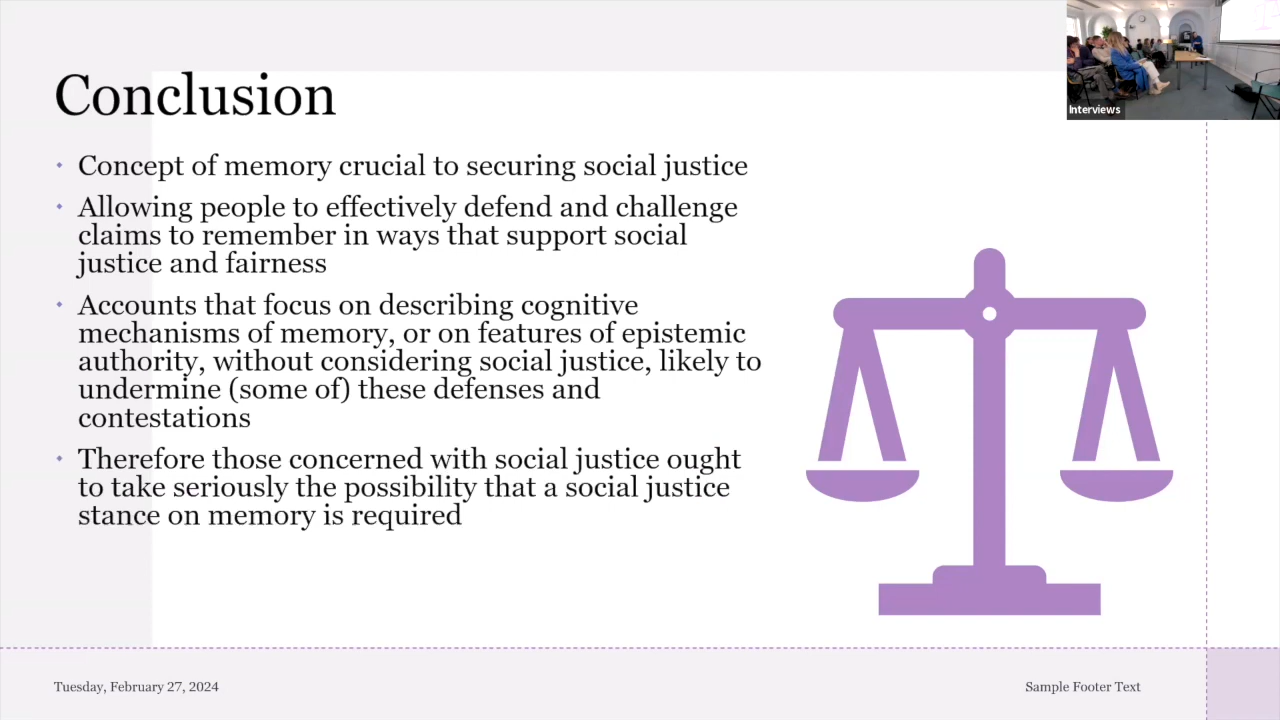 Conclusion
Interviews
Concept of memory crucial to securing social justice
Allowing people to effectively defend and challenge
claims to remember in ways that support social
justice and fairness
Accounts that focus on describing cognitive
mechanisms of memory, or on features of epistemic
authority, without considering social justice, likely to
undermine (some of) these defenses and
contestations
Therefore those concerned with social justice ought
to take seriously the possibility that a social justice
stance on memory is required
Tuesday, February 27, 2024
Sample Footer Text